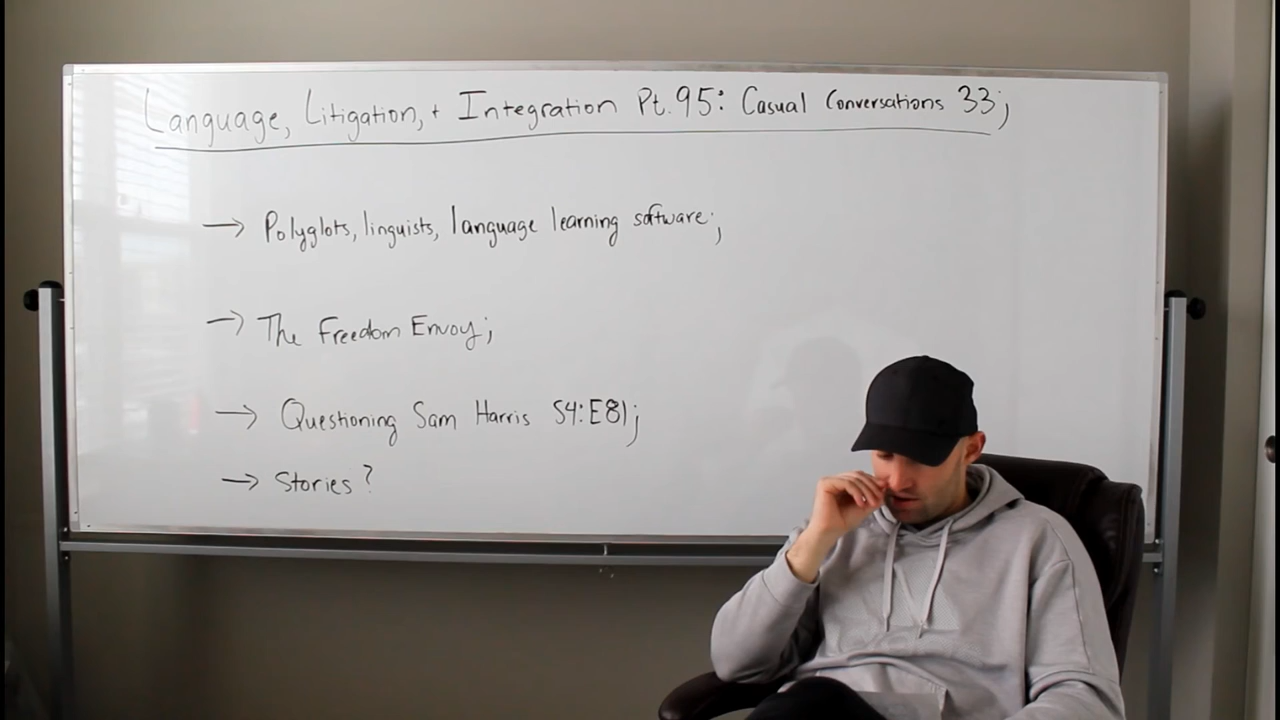 Language, Litigation, + Integration Pt. 95: Casual Conversations 33;
→ Polyglots, linguists, language learning software;
→ The Freedom Envoy;
→ Questioning Sam Harris S4:E81;
→ Stories?